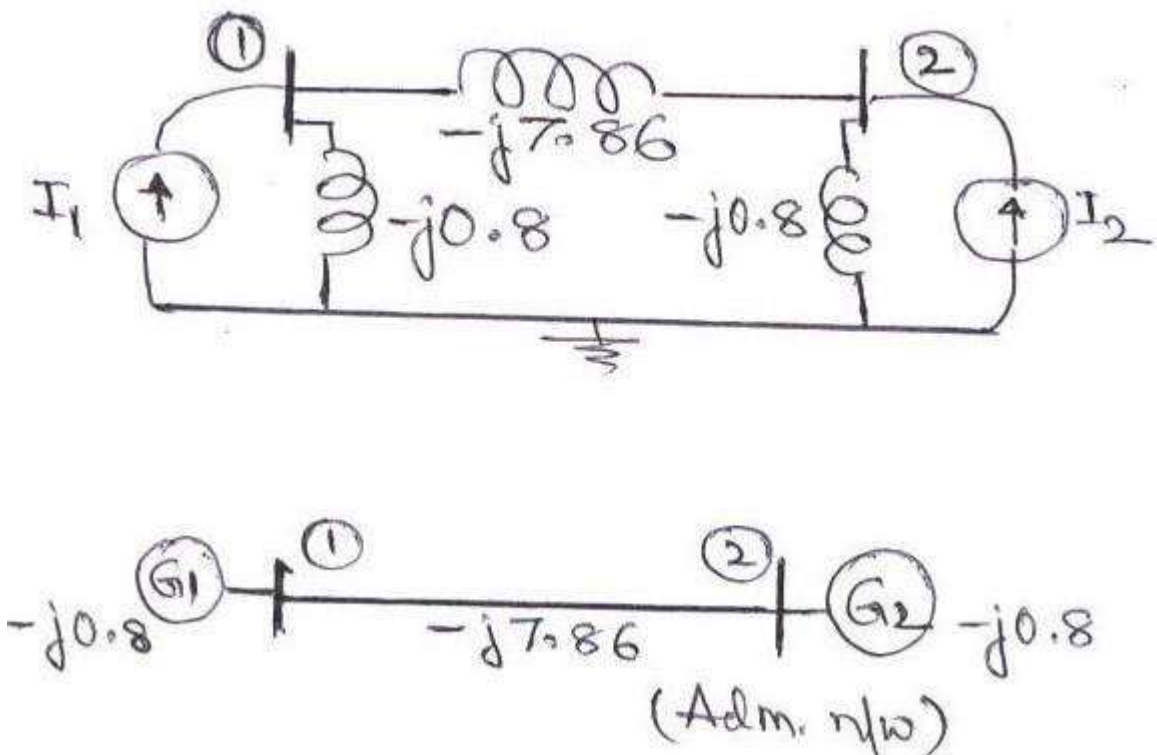 ① ②
-j7.86
I1 -j0.8 -j0.8 I2
① ②
G1 G2
-j0.8 -j7.86 -j0.8
(Adm. n/w)